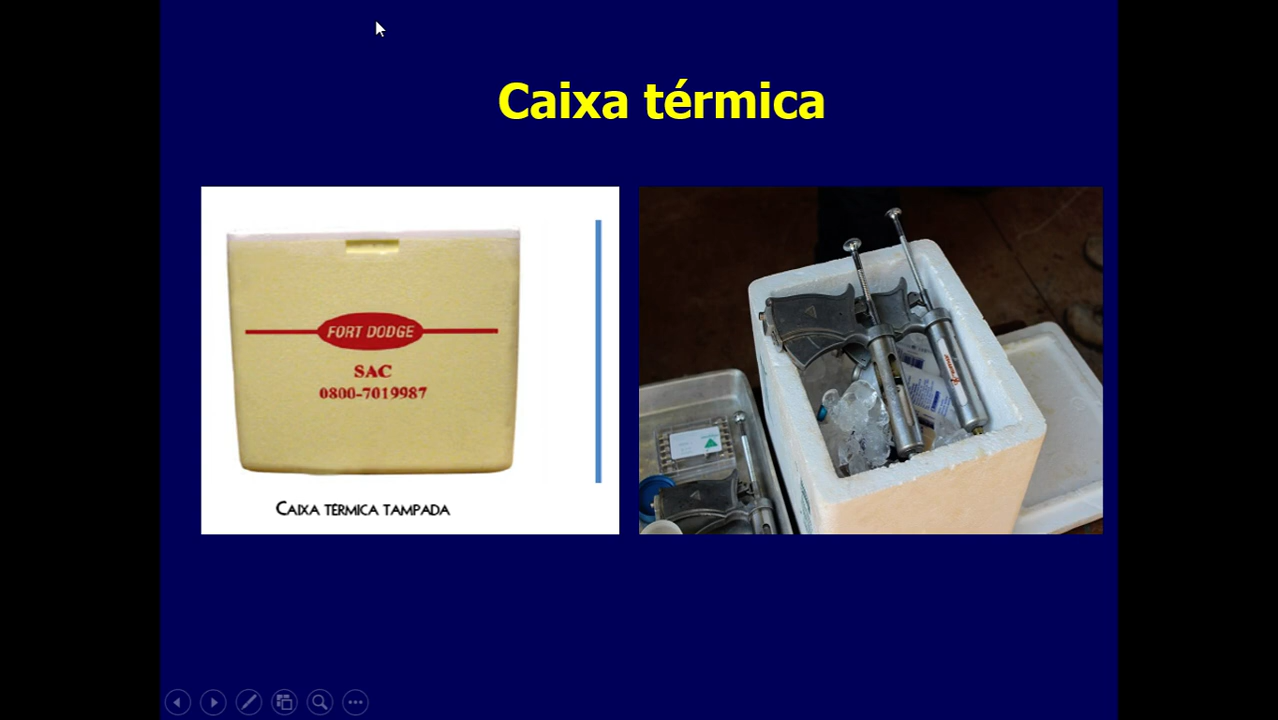 Caixa térmica
FORT DODGE
SAC
0800-7019987
CAIXA TÉRMICA TAMPADA